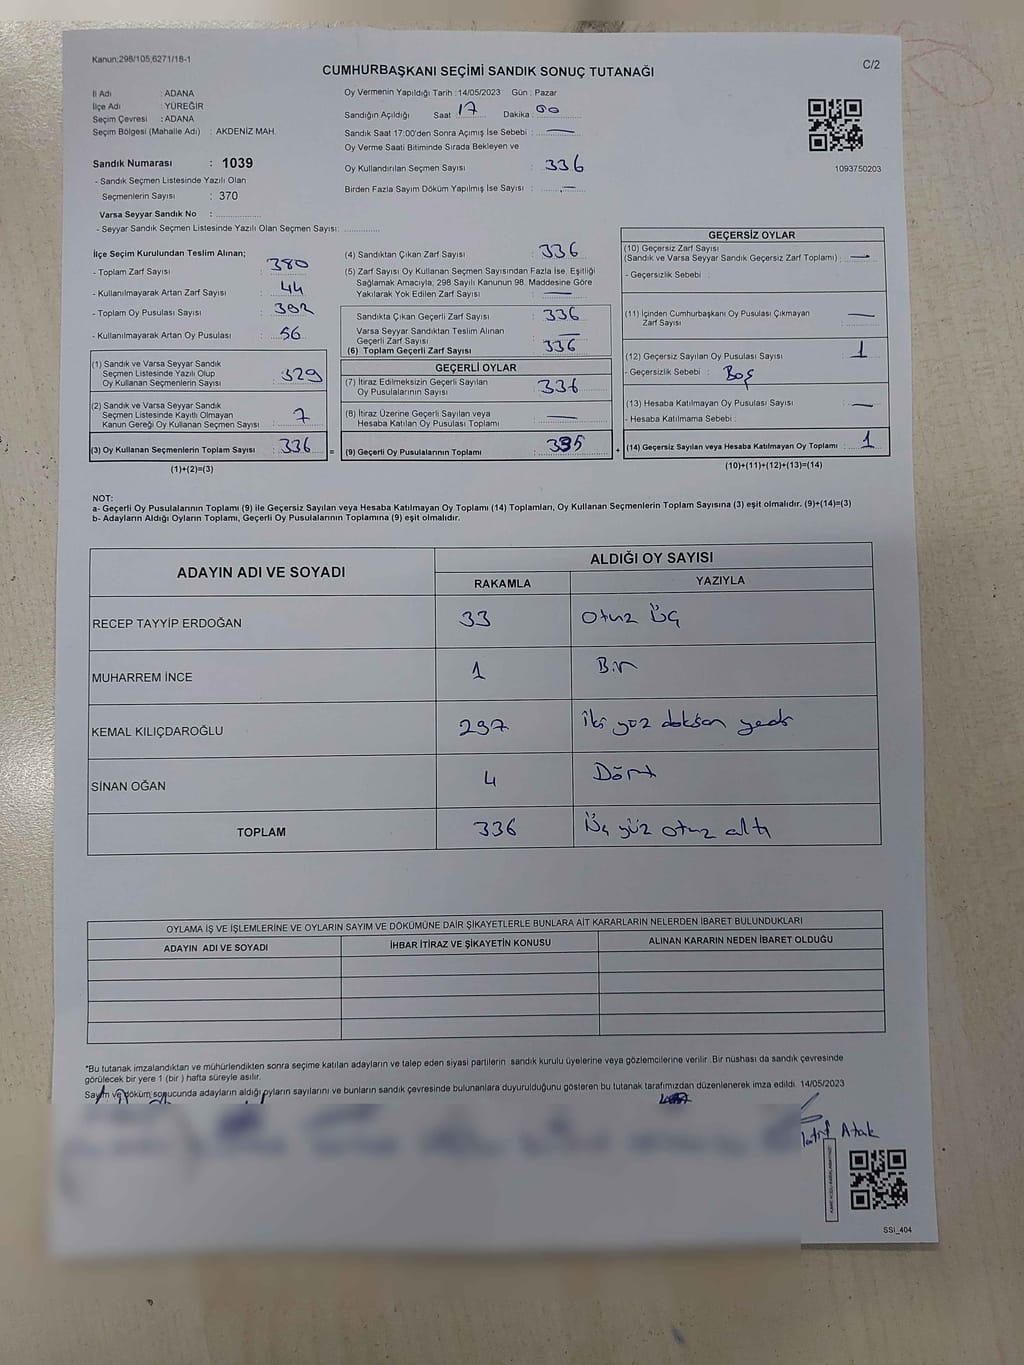 Kanun:298/105,6271/18-1
C/2
CUMHURBAŞKANI SEÇİMİ SANDIK SONUÇ TUTANAĞI
İl Adı : ADANA
İlçe Adı : YÜREĞİR
Seçim Çevresi : ADANA
Seçim Bölgesi (Mahalle Adı) : AKDENİZ MAH.
Sandık Numarası : 1039
- Sandık Seçmen Listesinde Yazılı Olan
Seçmenlerin Sayısı : 370
Varsa Seyyar Sandık No :
- Seyyar Sandık Seçmen Listesinde Yazılı Olan Seçmen Sayısı:
Oy Vermenin Yapıldığı Tarih :14/05/2023 Gün : Pazar
Sandığın Açıldığı Saat 17 Dakika : 00
Sandık Saat 17:00'den Sonra Açımış İse Sebebi : —
Oy Verme Saati Bitiminde Sırada Bekleyen ve
Oy Kullandırılan Seçmen Sayısı : 336
Birden Fazla Sayım Döküm Yapılmış İse Sayısı : —
1093750203
İlçe Seçim Kurulundan Teslim Alınan;
- Toplam Zarf Sayısı : 380
- Kullanılmayarak Artan Zarf Sayısı : 44
- Toplam Oy Pusulası Sayısı : 392
- Kullanılmayarak Artan Oy Pusulası : 56
(1) Sandık ve Varsa Seyyar Sandık
Seçmen Listesinde Yazılı Olup
Oy Kullanan Seçmenlerin Sayısı : 329
(2) Sandık ve Varsa Seyyar Sandık
Seçmen Listesinde Kayıtlı Olmayan
Kanun Gereği Oy Kullanan Seçmen Sayısı : 7
(3) Oy Kullanan Seçmenlerin Toplam Sayısı : 336
(1)+(2)=(3)
(4) Sandıktan Çıkan Zarf Sayısı : 336
(5) Zarf Sayısı Oy Kullanan Seçmen Sayısından Fazla İse, Eşitliği
Sağlamak Amacıyla, 298 Sayılı Kanunun 98. Maddesine Göre
Yakılarak Yok Edilen Zarf Sayısı : —
Sandıkta Çıkan Geçerli Zarf Sayısı : 336
Varsa Seyyar Sandıktan Teslim Alınan
Geçerli Zarf Sayısı : —
(6) Toplam Geçerli Zarf Sayısı : 336
GEÇERLİ OYLAR
(7) İtiraz Edilmeksizin Geçerli Sayılan
Oy Pusulalarının Sayısı : 336
(8) İtiraz Üzerine Geçerli Sayılan veya
Hesaba Katılan Oy Pusulası Toplamı : —
= (9) Geçerli Oy Pusulalarının Toplamı : 335 +
GEÇERSİZ OYLAR
(10) Geçersiz Zarf Sayısı
(Sandık ve Varsa Seyyar Sandık Geçersiz Zarf Toplamı) : —
- Geçersizlik Sebebi :
(11) İçinden Cumhurbaşkanı Oy Pusulası Çıkmayan
Zarf Sayısı : —
(12) Geçersiz Sayılan Oy Pusulası Sayısı : 1
- Geçersizlik Sebebi : Boş
(13) Hesaba Katılmayan Oy Pusulası Sayısı : —
- Hesaba Katılmama Sebebi :
(14) Geçersiz Sayılan veya Hesaba Katılmayan Oy Toplamı : 1
(10)+(11)+(12)+(13)=(14)
NOT:
a- Geçerli Oy Pusulalarının Toplamı (9) ile Geçersiz Sayılan veya Hesaba Katılmayan Oy Toplamı (14) Toplamları, Oy Kullanan Seçmenlerin Toplam Sayısına (3) eşit olmalıdır. (9)+(14)=(3)
b- Adayların Aldığı Oyların Toplamı, Geçerli Oy Pusulalarının Toplamına (9) eşit olmalıdır.
ADAYIN ADI VE SOYADI ALDIĞI OY SAYISI
RAKAMLA YAZIYLA
RECEP TAYYİP ERDOĞAN 33 Otuz Üç
MUHARREM İNCE 1 Bir
KEMAL KILIÇDAROĞLU 297 İki yüz doksan yedi
SİNAN OĞAN 4 Dört
TOPLAM 336 Üç yüz otuz altı
OYLAMA İŞ VE İŞLEMLERİNE VE OYLARIN SAYIM VE DÖKÜMÜNE DAİR ŞİKAYETLERLE BUNLARA AİT KARARLARIN NELERDEN İBARET BULUNDUKLARI
ADAYIN ADI VE SOYADI İHBAR İTİRAZ VE ŞİKAYETİN KONUSU ALINAN KARARIN NEDEN İBARET OLDUĞU
*Bu tutanak imzalandıktan ve mühürlendikten sonra seçime katılan adayların ve talep eden siyasi partilerin sandık kurulu üyelerine veya gözlemcilerine verilir. Bir nüshası da sandık çevresinde
görülecek bir yere 1 (bir) hafta süreyle asılır.
Sayım ve döküm sonucunda adayların aldığı oyların sayılarını ve bunların sandık çevresinde bulunanlara duyurulduğunu gösteren bu tutanak tarafımızdan düzenlenerek imza edildi. 14/05/2023
Atak
SSI_404